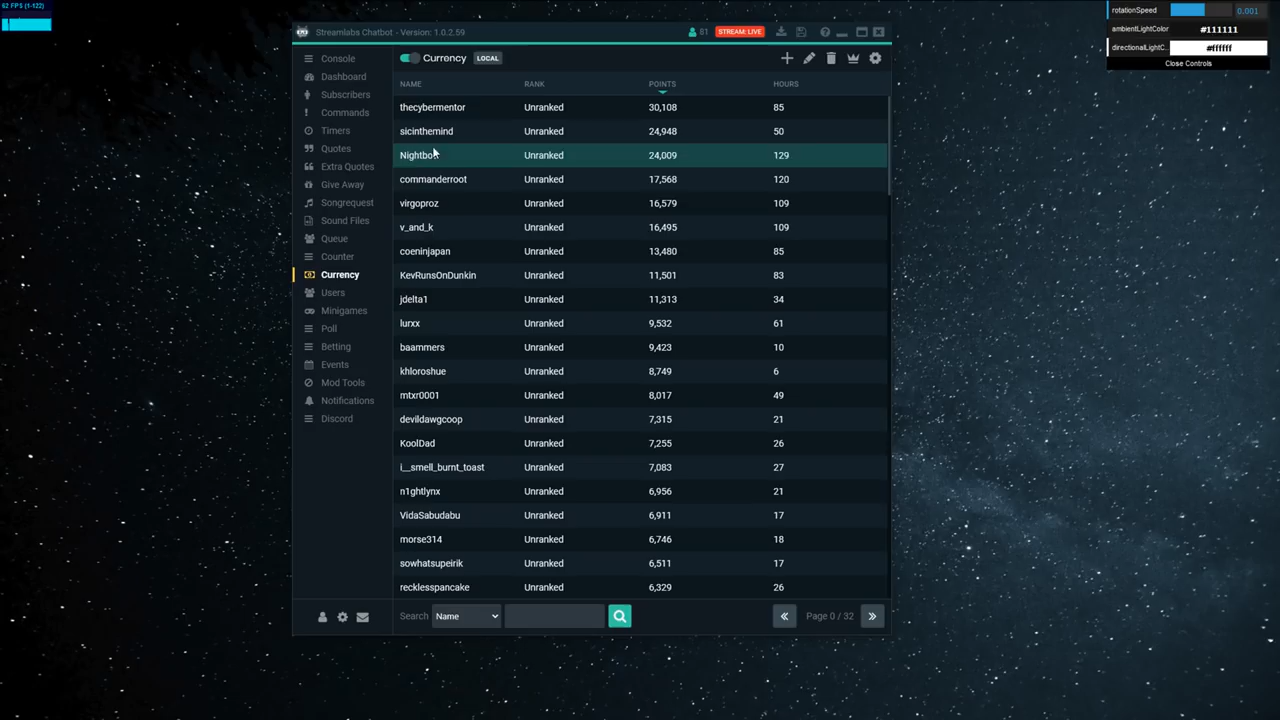 62 FPS (1-122)
Streamlabs Chatbot - Version: 1.0.2.59
81
STREAM: LIVE
rotationSpeed 0.001
ambientLightColor #111111
directionalLightC... #ffffff
Close Controls
Console
Dashboard
Subscribers
Commands
Timers
Quotes
Extra Quotes
Give Away
Songrequest
Sound Files
Queue
Counter
Currency
Users
Minigames
Poll
Betting
Events
Mod Tools
Notifications
Discord
Currency LOCAL
NAME RANK POINTS HOURS
thecybermentor Unranked 30,108 85
sicinthemind Unranked 24,948 50
Nightbot Unranked 24,009 129
commanderroot Unranked 17,568 120
virgoproz Unranked 16,579 109
v_and_k Unranked 16,495 109
coeninjapan Unranked 13,480 85
KevRunsOnDunkin Unranked 11,501 83
jdelta1 Unranked 11,313 34
lurxx Unranked 9,532 61
baammers Unranked 9,423 10
khloroshue Unranked 8,749 6
mtxr0001 Unranked 8,017 49
devildawgcoop Unranked 7,315 21
KoolDad Unranked 7,255 26
i__smell_burnt_toast Unranked 7,083 27
n1ghtlynx Unranked 6,956 21
VidaSabudabu Unranked 6,911 17
morse314 Unranked 6,746 18
sowhatsupeirik Unranked 6,511 17
recklesspancake Unranked 6,329 26
Search Name
Page 0 / 32